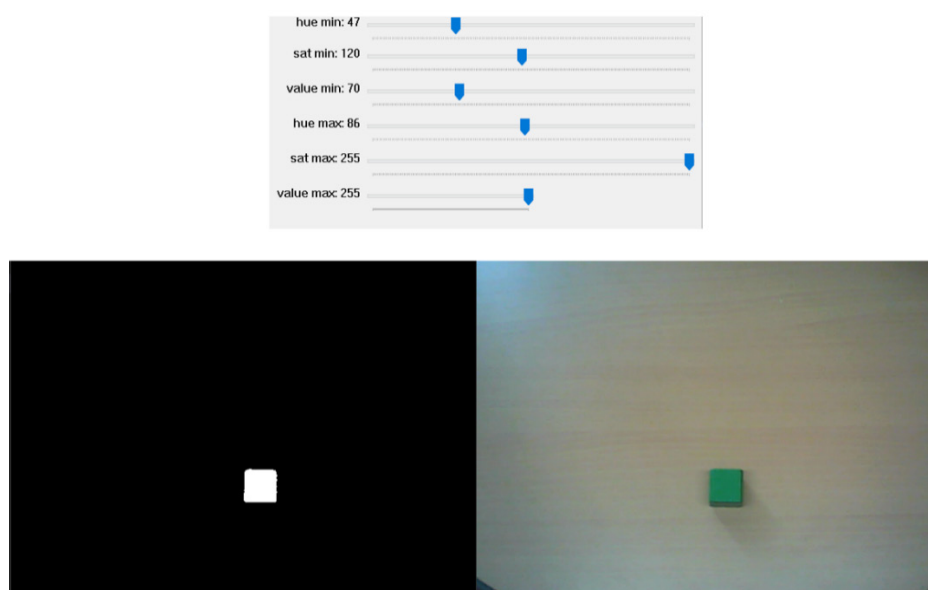 hue min: 47
sat min: 120
value min: 70
hue max: 86
sat max: 255
value max: 255